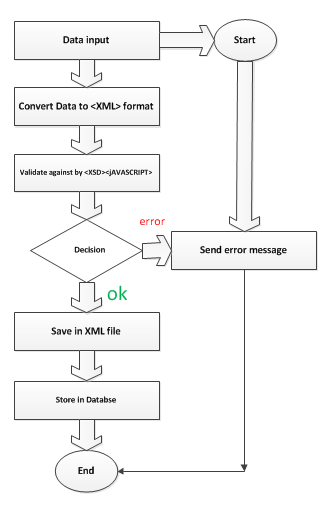 Data input
Start
Convert Data to <XML> format
Validate against by <XSD><jAVASCRIPT>
error
Decision
Send error message
ok
Save in XML file
Store in Databse
End